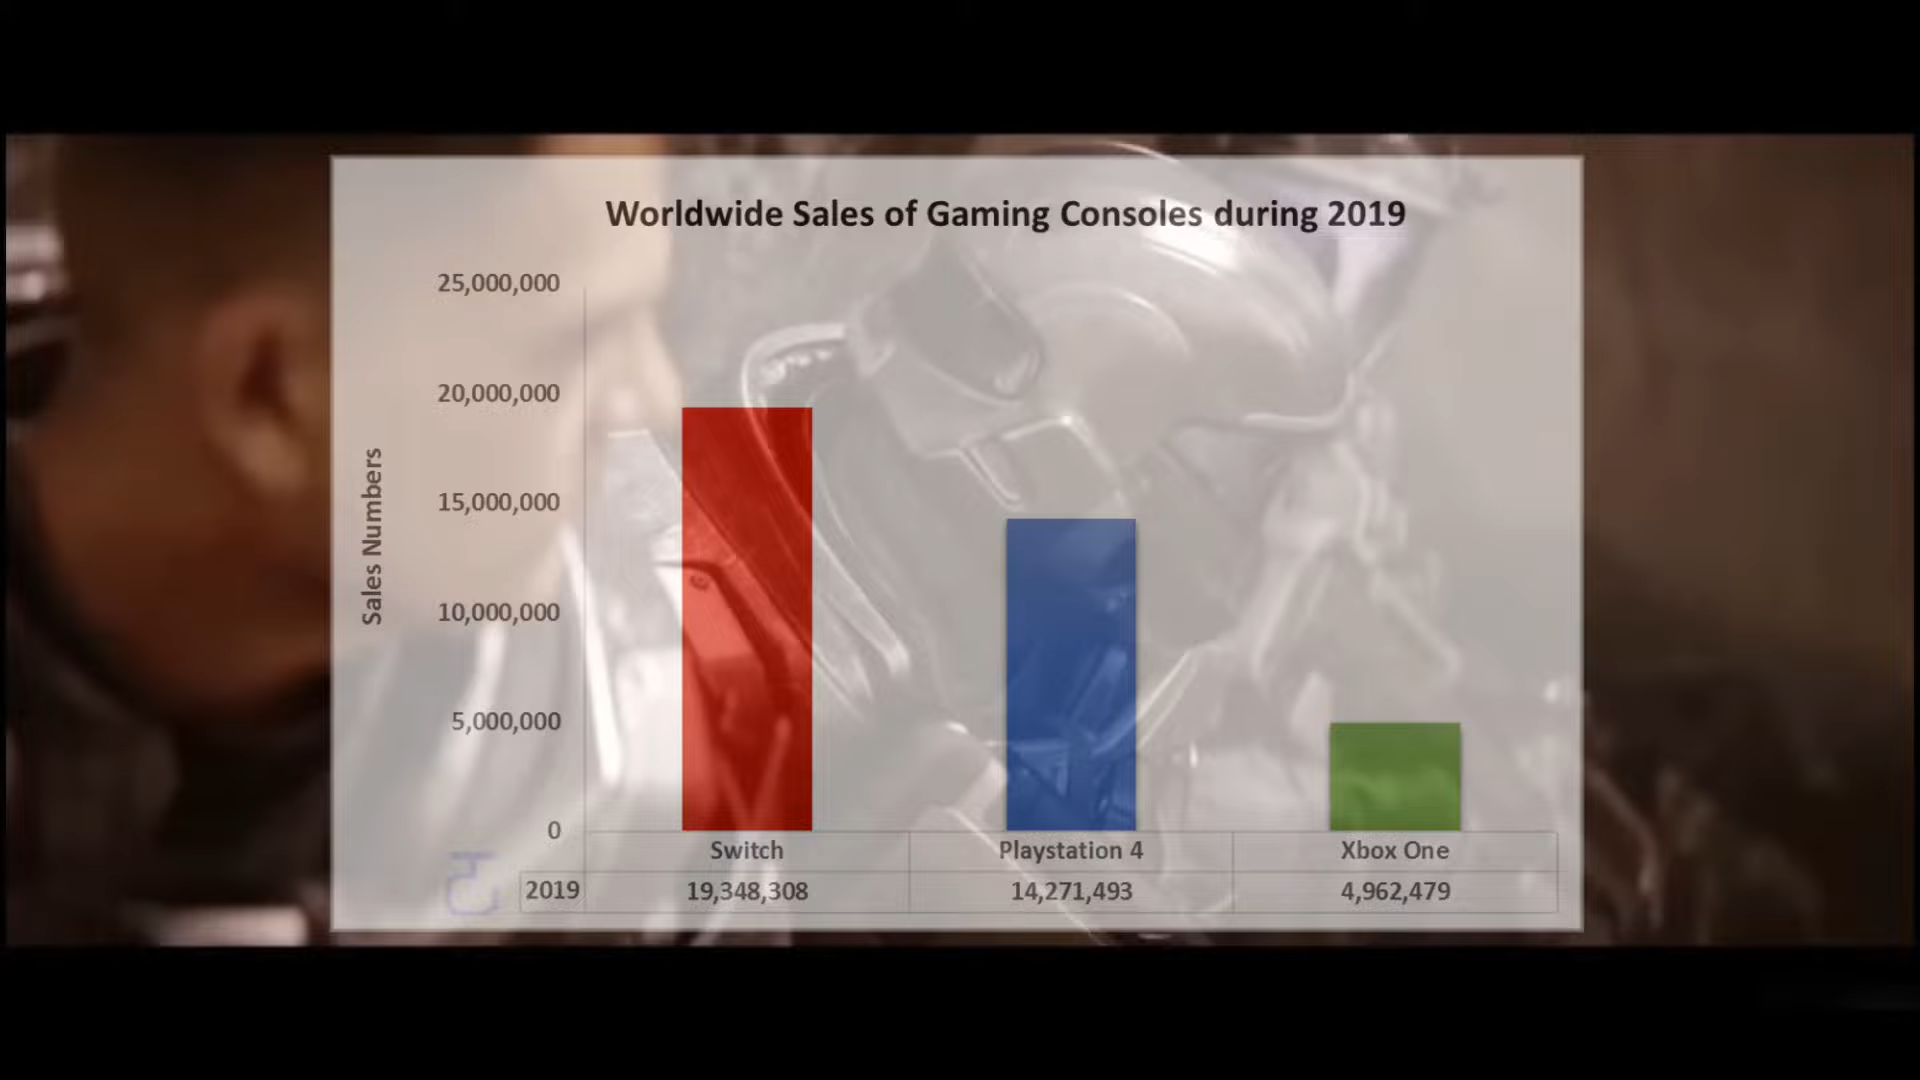 Worldwide Sales of Gaming Consoles during 2019
25,000,000
20,000,000
15,000,000
10,000,000
5,000,000
0
Sales Numbers
Switch Playstation 4 Xbox One
2019 19,348,308 14,271,493 4,962,479